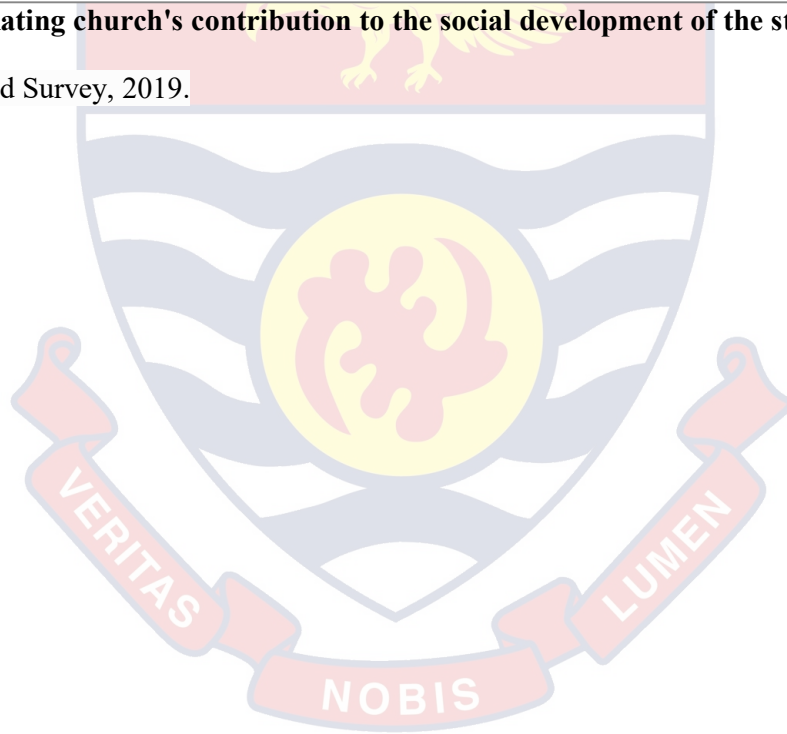 ating church's contribution to the social development of the st
d Survey, 2019.
VERITAS
NOBIS
LUMEN